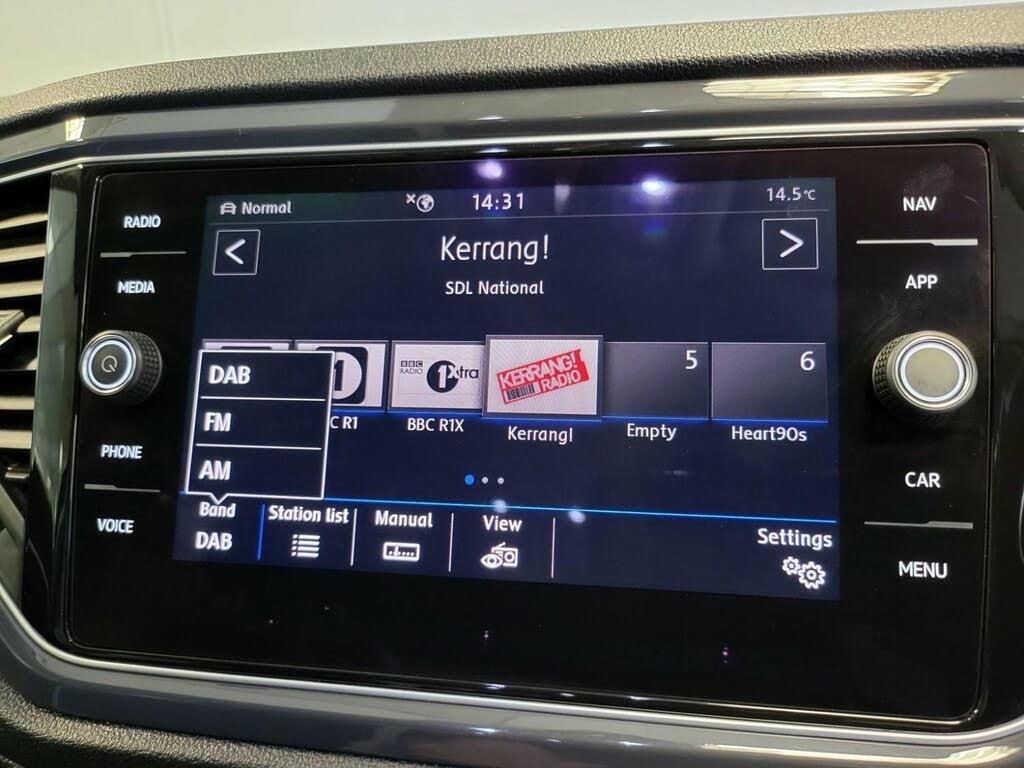 Normal
14:31
14.5°C
Kerrang!
SDL National
RADIO
MEDIA
PHONE
VOICE
NAV
APP
CAR
MENU
DAB
FM
AM
1
C R1
BBC RADIO 1Xtra
BBC R1X
KERRANG! RADIO
Kerrang!
5
Empty
6
Heart90s
Band
DAB
Station list
Manual
View
Settings